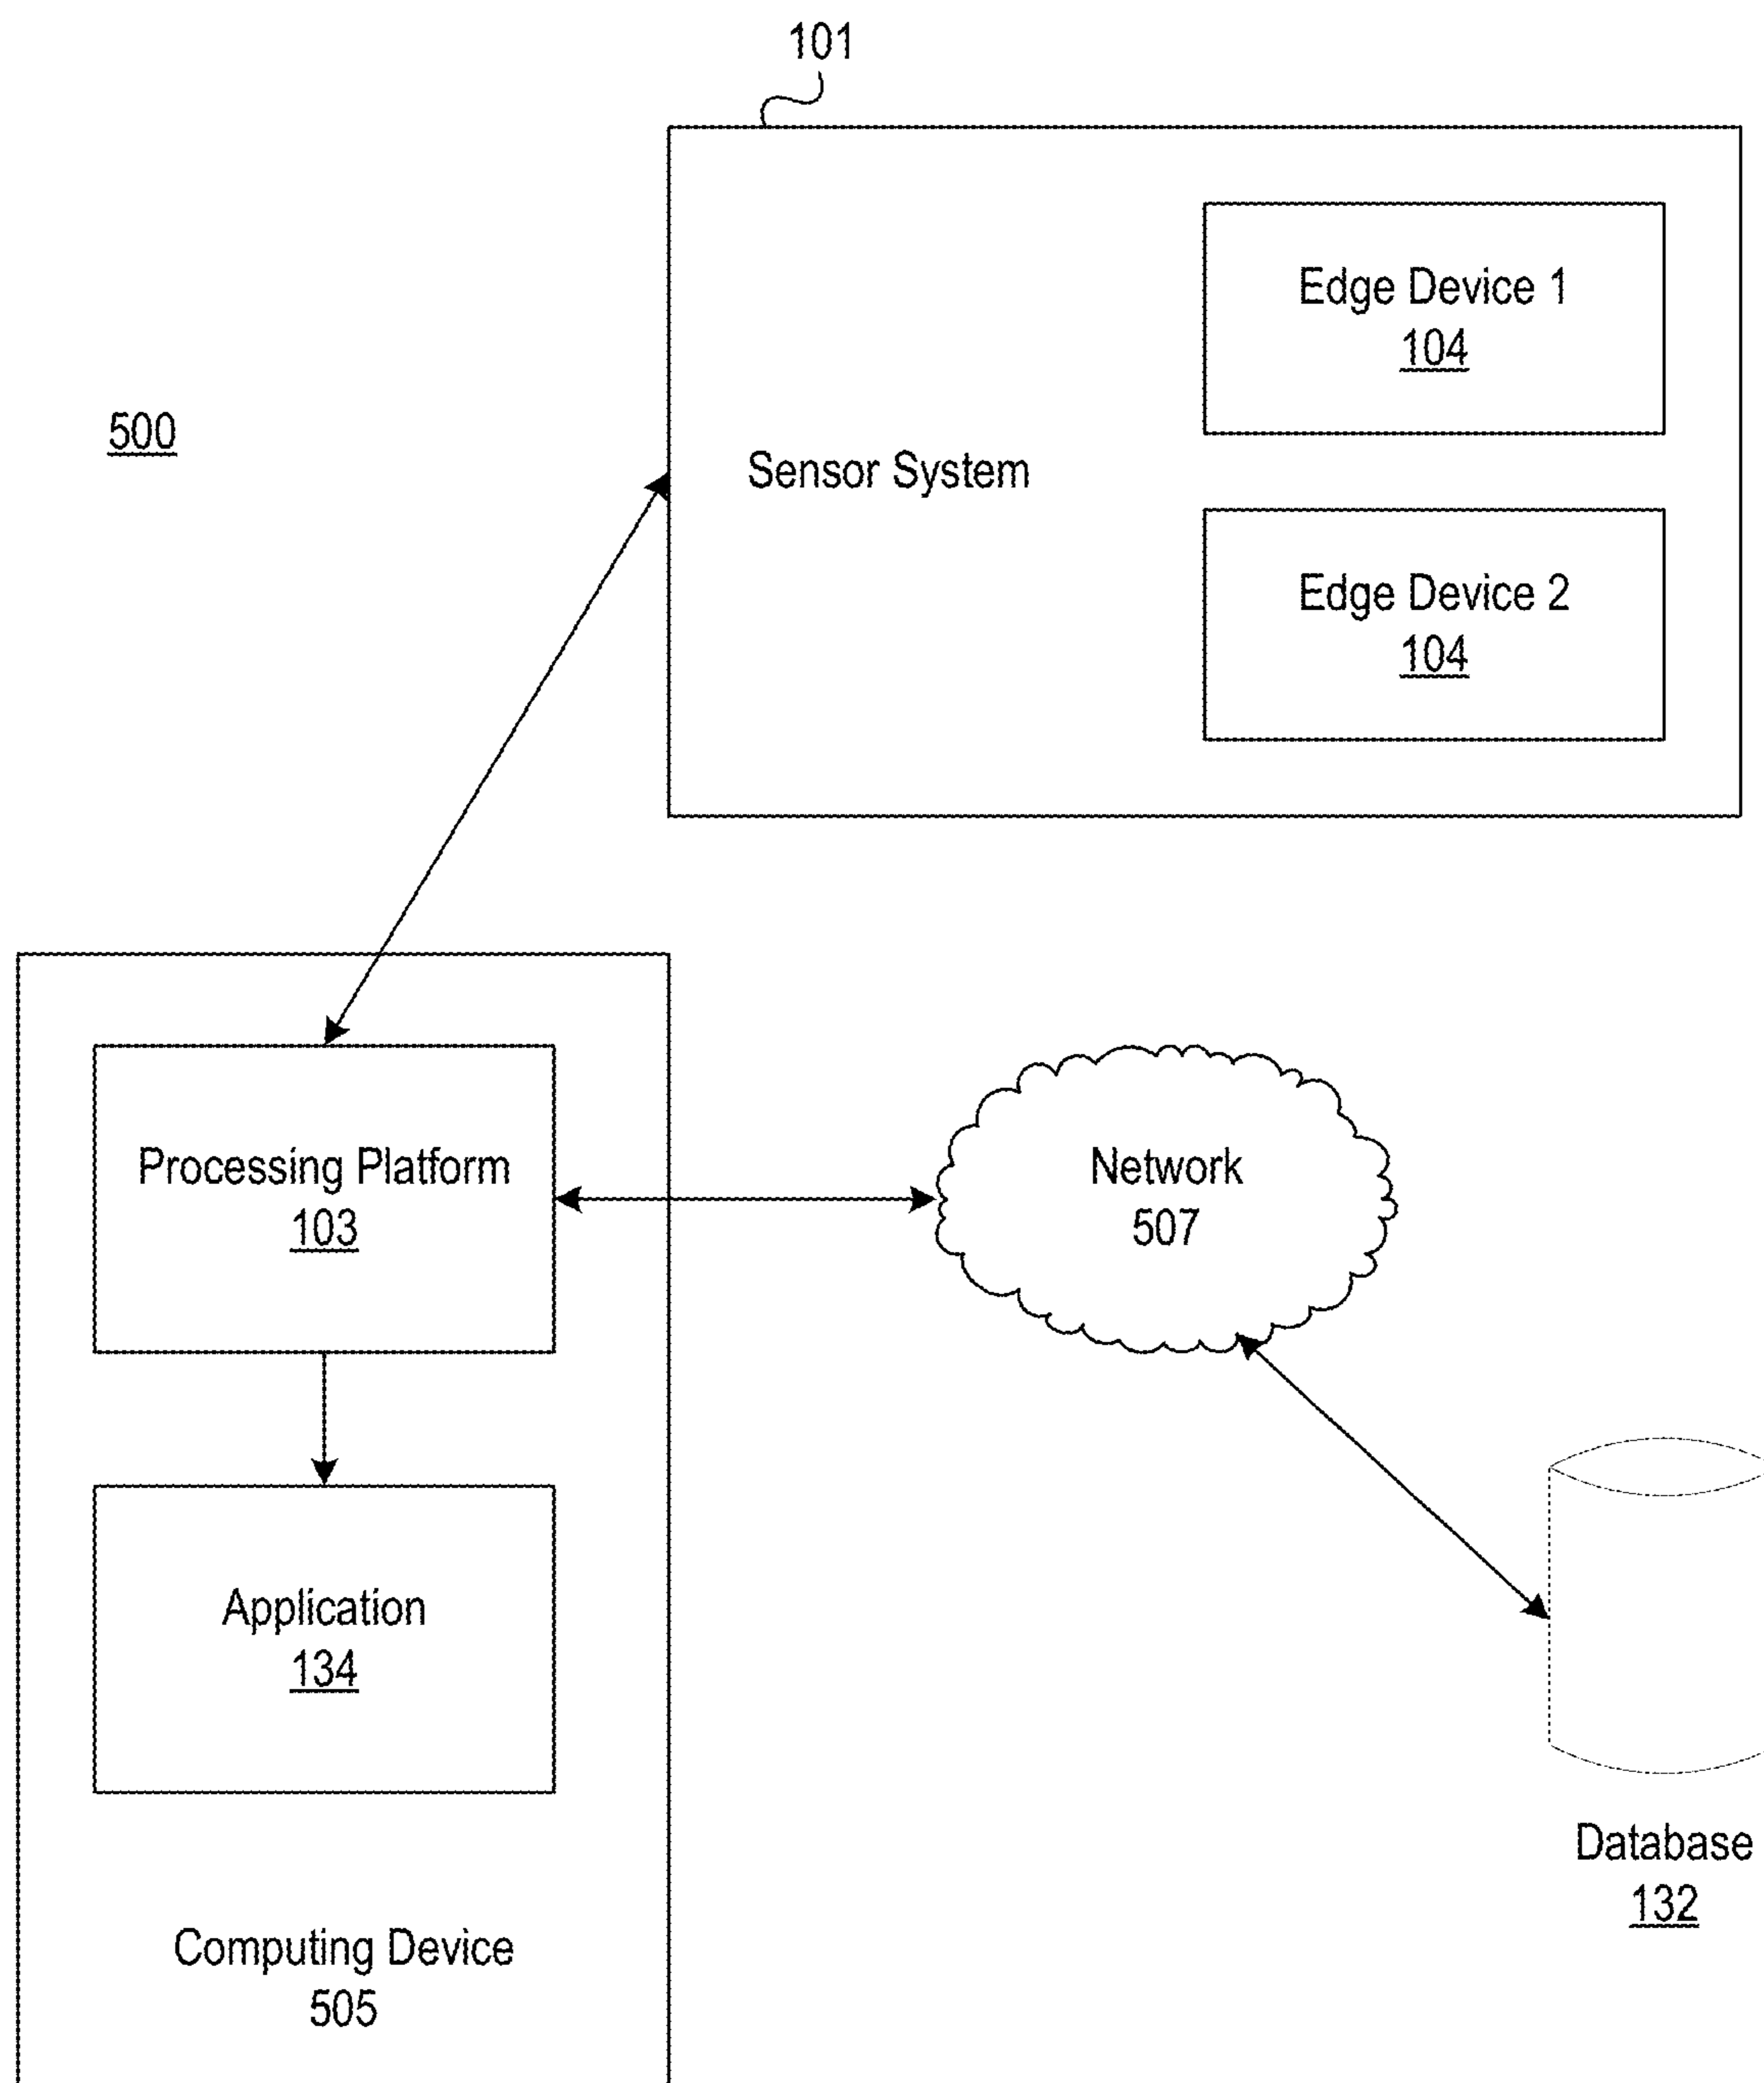 101
Edge Device 1
104
500
Sensor System
Edge Device 2
104
Processing Platform
103
Network
507
Application
134
Database
132
Computing Device
505